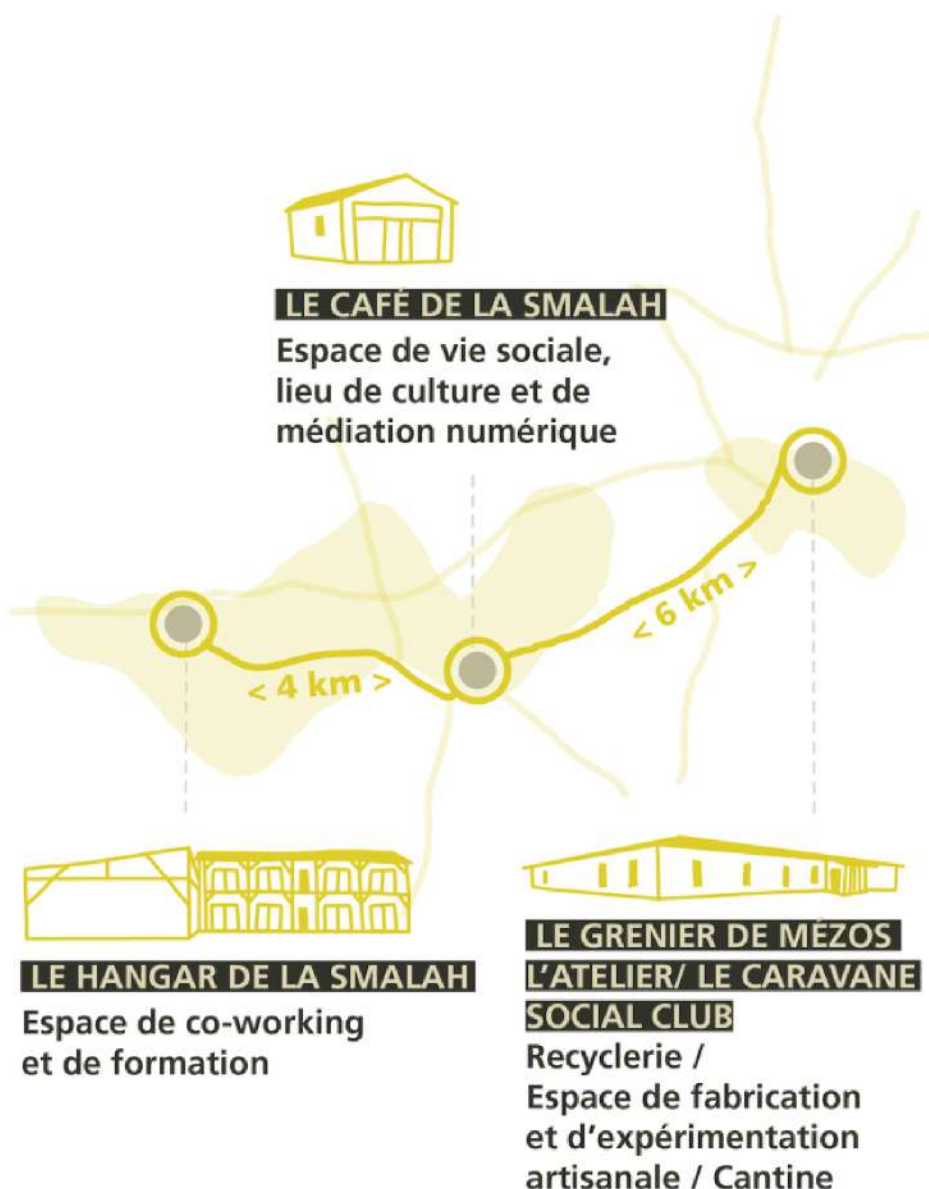 LE CAFÉ DE LA SMALAH
Espace de vie sociale,
lieu de culture et de
médiation numérique
< 6 km >
< 4 km >
LE HANGAR DE LA SMALAH
Espace de co-working
et de formation
LE GRENIER DE MÉZOS
L'ATELIER/ LE CARAVANE
SOCIAL CLUB
Recyclerie /
Espace de fabrication
et d'expérimentation
artisanale / Cantine